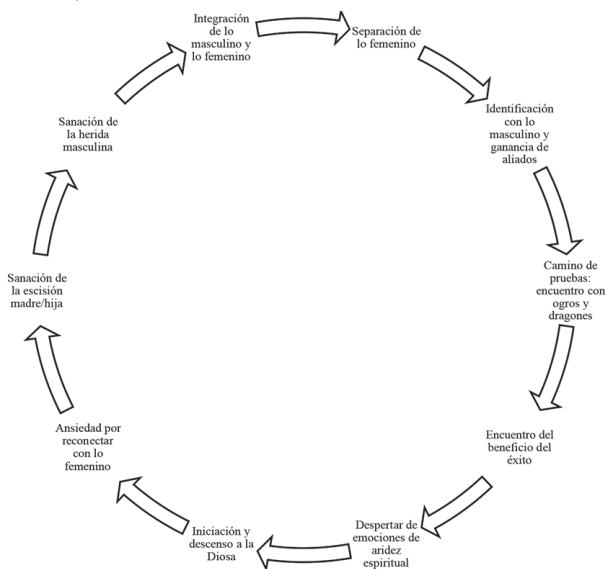 Integración
de lo
masculino y
lo femenino
Separación de
lo femenino
Identificación
con lo
masculino y
ganancia de
aliados
Camino de
pruebas:
encuentro con
ogros y
dragones
Encuentro del
beneficio del
éxito
Despertar de
emociones de
aridez
espiritual
Iniciación y
descenso a la
Diosa
Ansiedad por
reconectar
con lo
femenino
Sanación de
la escisión
madre/hija
Sanación de
la herida
masculina